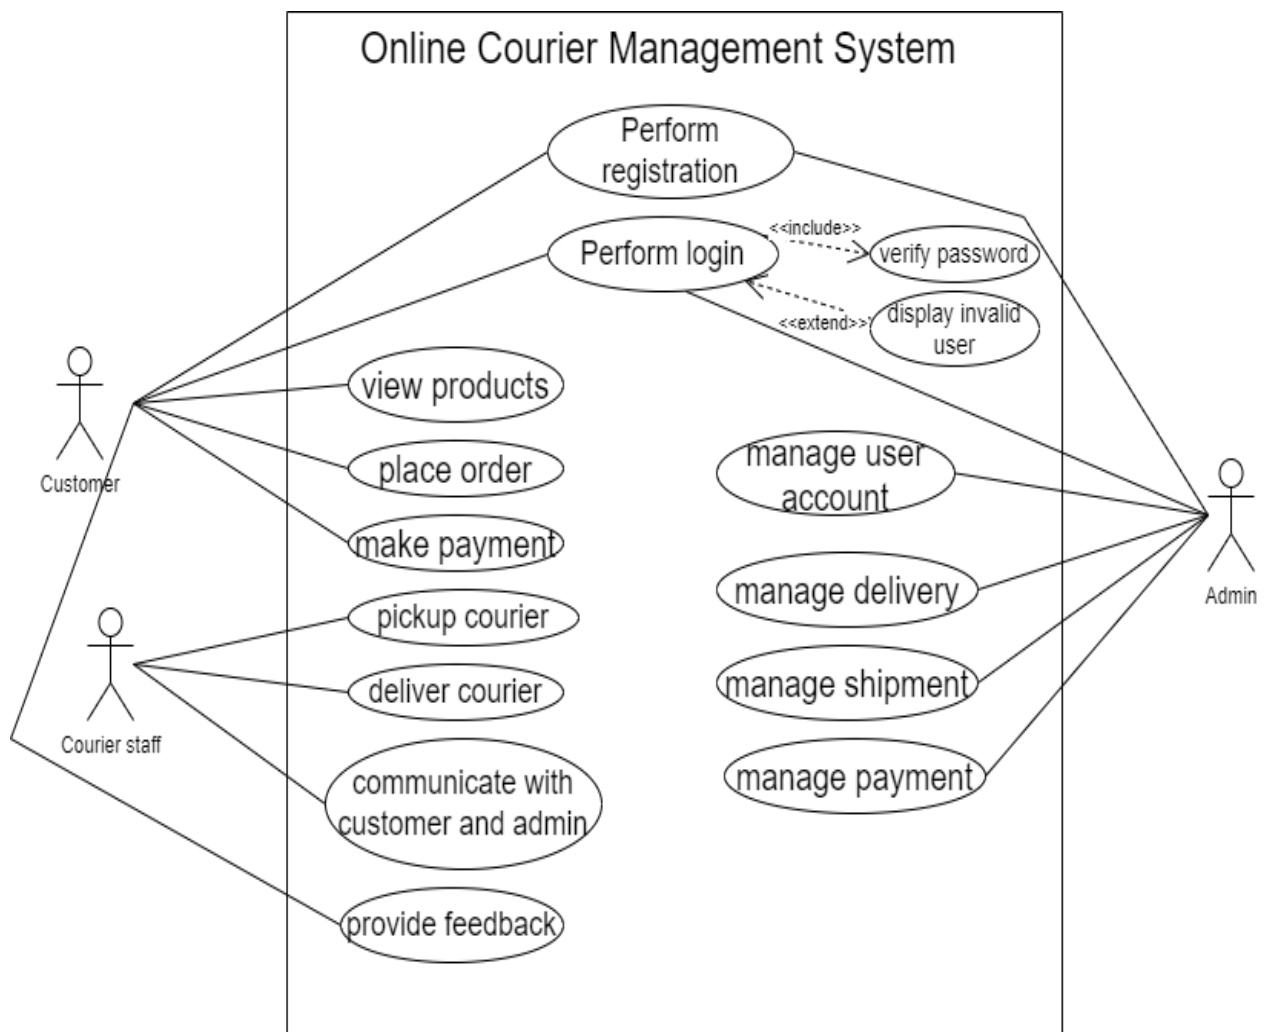 Online Courier Management System
Perform
registration
<<include>>
Perform login
verify password
<<extend>>
display invalid
user
view products
Customer
place order
make payment
manage user
account
pickup courier
manage delivery
Admin
deliver courier
manage shipment
Courier staff
communicate with
customer and admin
manage payment
provide feedback